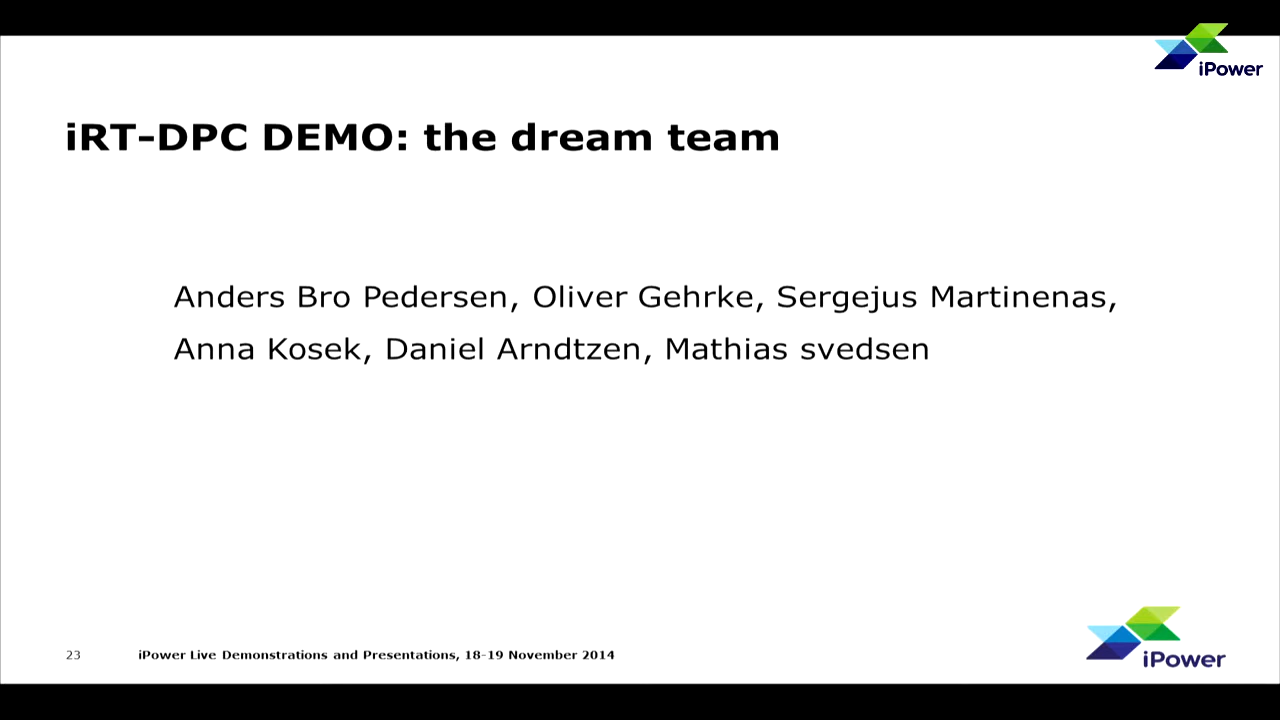 iPower
iRT-DPC DEMO: the dream team
Anders Bro Pedersen, Oliver Gehrke, Sergejus Martinenas,
Anna Kosek, Daniel Arndtzen, Mathias svedsen
23 iPower Live Demonstrations and Presentations, 18-19 November 2014
iPower